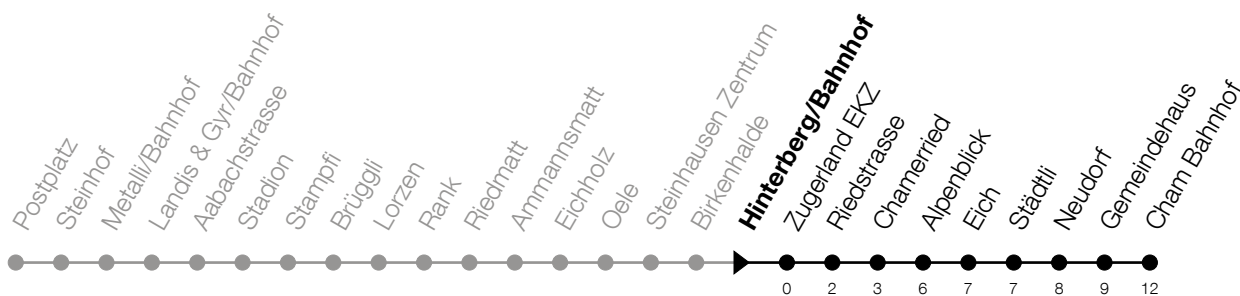 Postplatz
Steinhof
Metalli/Bahnhof
Landis & Gyr/Bahnhof
Aabachstrasse
Stadion
Stampfi
Brüggli
Lorzen
Rank
Riedmatt
Ammannsmatt
Eichholz
Oele
Steinhausen Zentrum
Birkenhalde
Hinterberg/Bahnhof
Zugerland EKZ
Riedstrasse
Chamerried
Alpenblick
Eich
Städtli
Neudorf
Gemeindehaus
Cham Bahnhof
0 2 3 6 7 7 8 9 12